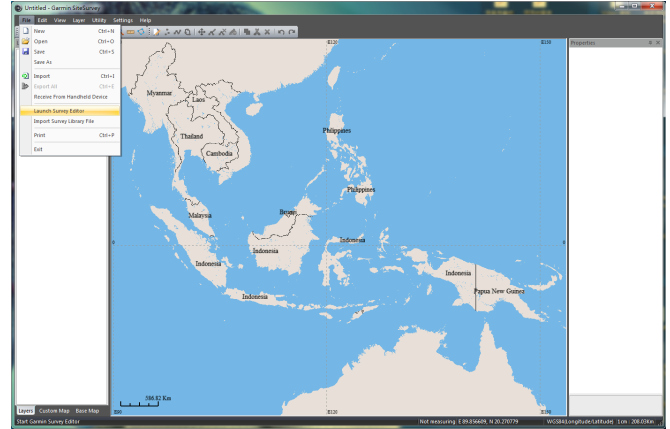 Untitled - Garmin SiteSurvey
File Edit View Layer Utility Settings Help
New Ctrl+N
Open Ctrl+O
Save Ctrl+S
Save As
Import Ctrl+I
Export All Ctrl+E
Receive From Handheld Device
Launch Survey Editor
Import Survey Library File
Print Ctrl+P
Exit
E120 E150
Properties
Myanmar
Laos
Thailand
Cambodia
Philippines
Philippines
Malaysia
Brunei
Indonesia
Indonesia
Indonesia
Indonesia
Indonesia
Papua New Guinea
0 0
586.82 Km
E90 E120 E150
Layers Custom Map Base Map
Start Garmin Survey Editor
Not measuring E 89.856609, N 20.270779 WGS84(Longitude/Latitude) 1cm : 208.03Km